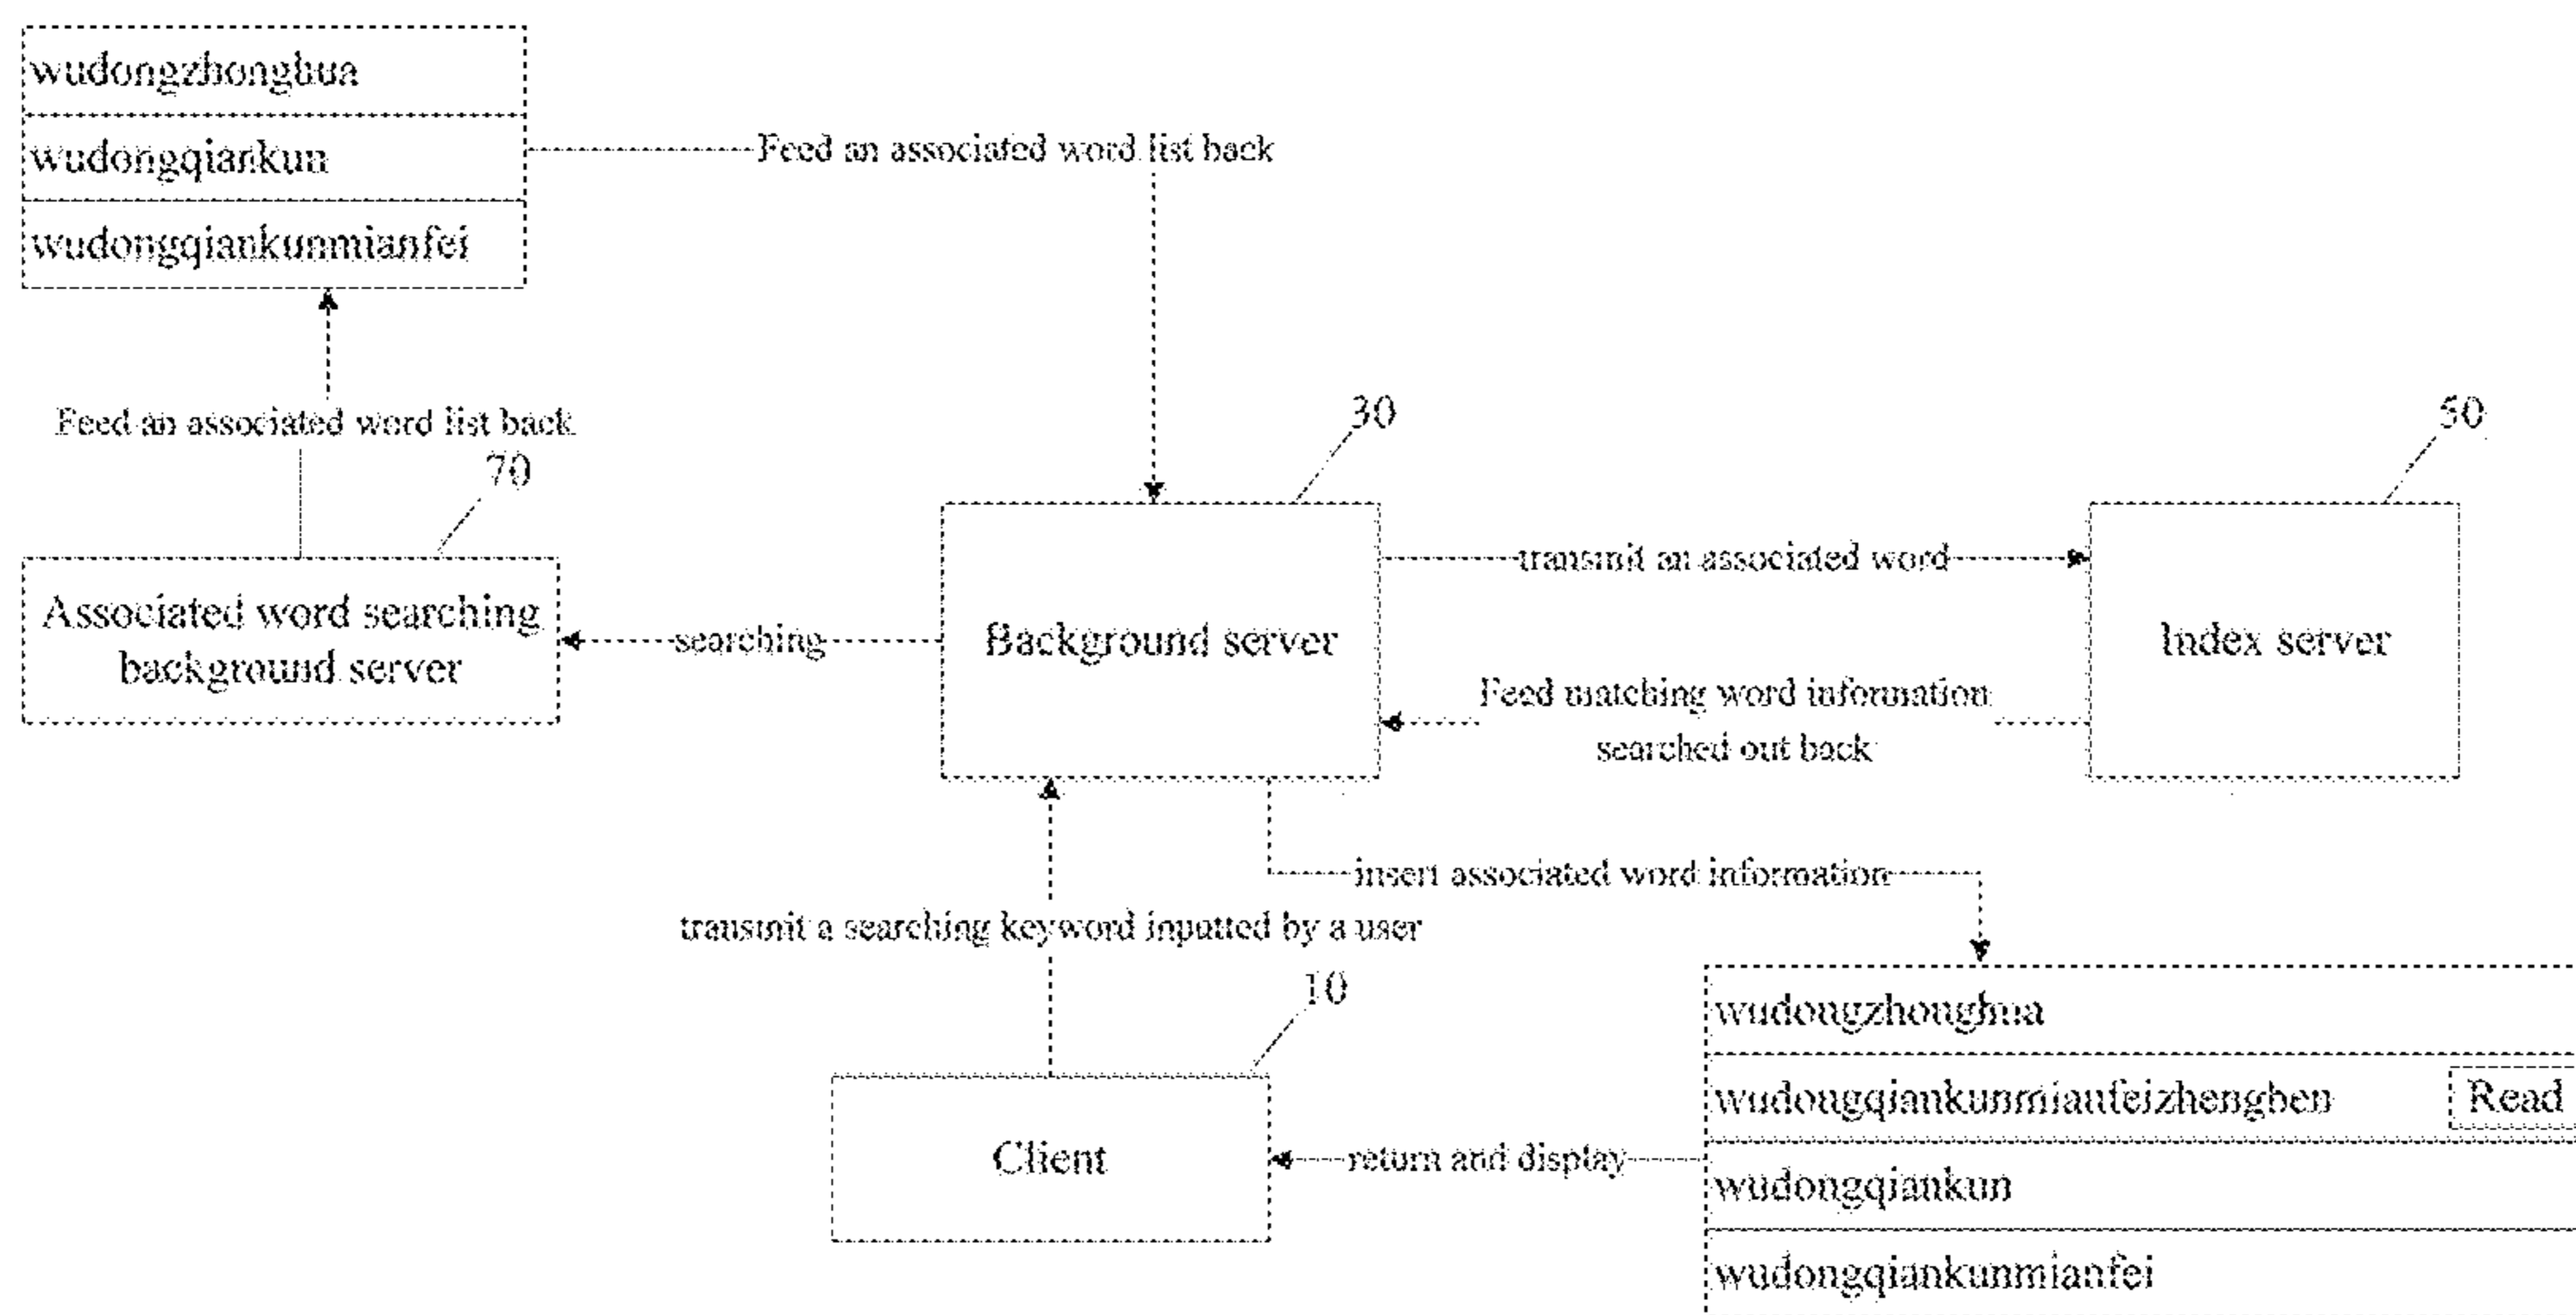 wudongzhonghua
wudongqiankun
wudongqiankunmianfei
Feed an associated word list back
Feed an associated word list back
70
30
50
Associated word searching
background server
searching
Background server
transmit an associated word
Index server
Feed matching word information
searched out back
insert associated word information
transmit a searching keyword inputted by a user
10
Client
return and display
wudongzhonghua
wudongqiankunmianfeizhengben
Read
wudongqiankun
wudongqiankunmianfei